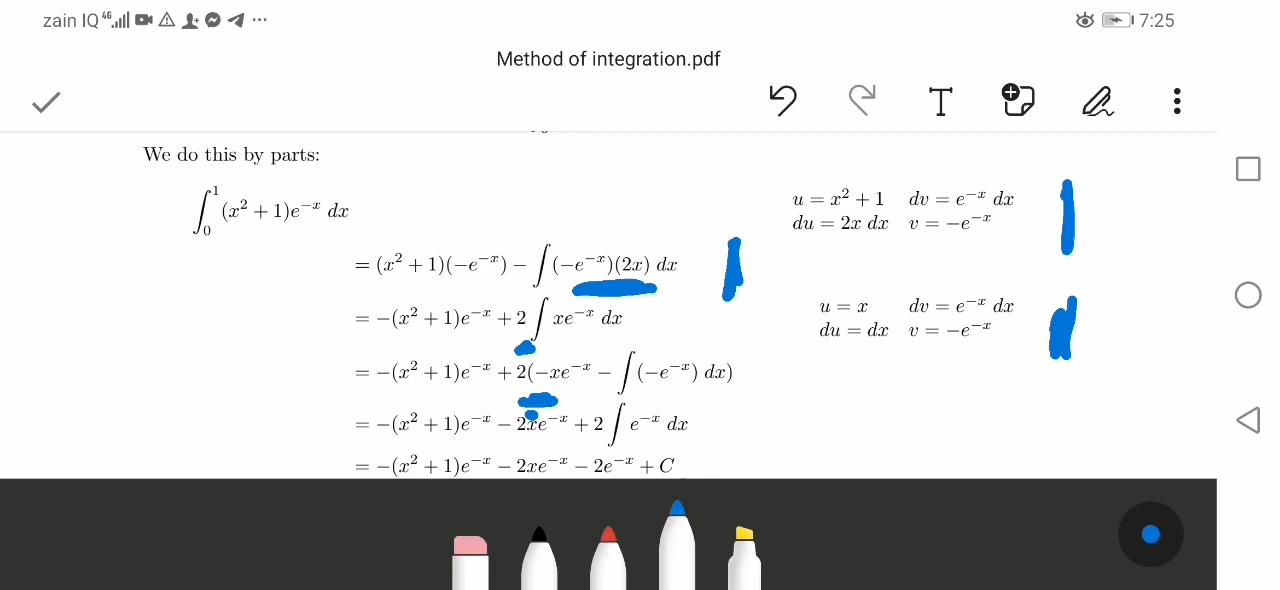 zain IQ 4G 7:25
Method of integration.pdf
T
We do this by parts:
∫₀¹ (x² + 1)e⁻ˣ dx
u = x² + 1 dv = e⁻ˣ dx
du = 2x dx v = −e⁻ˣ
= (x² + 1)(−e⁻ˣ) − ∫ (−e⁻ˣ)(2x) dx
= −(x² + 1)e⁻ˣ + 2 ∫ xe⁻ˣ dx
u = x dv = e⁻ˣ dx
du = dx v = −e⁻ˣ
= −(x² + 1)e⁻ˣ + 2(−xe⁻ˣ − ∫ (−e⁻ˣ) dx)
= −(x² + 1)e⁻ˣ − 2xe⁻ˣ + 2 ∫ e⁻ˣ dx
= −(x² + 1)e⁻ˣ − 2xe⁻ˣ − 2e⁻ˣ + C